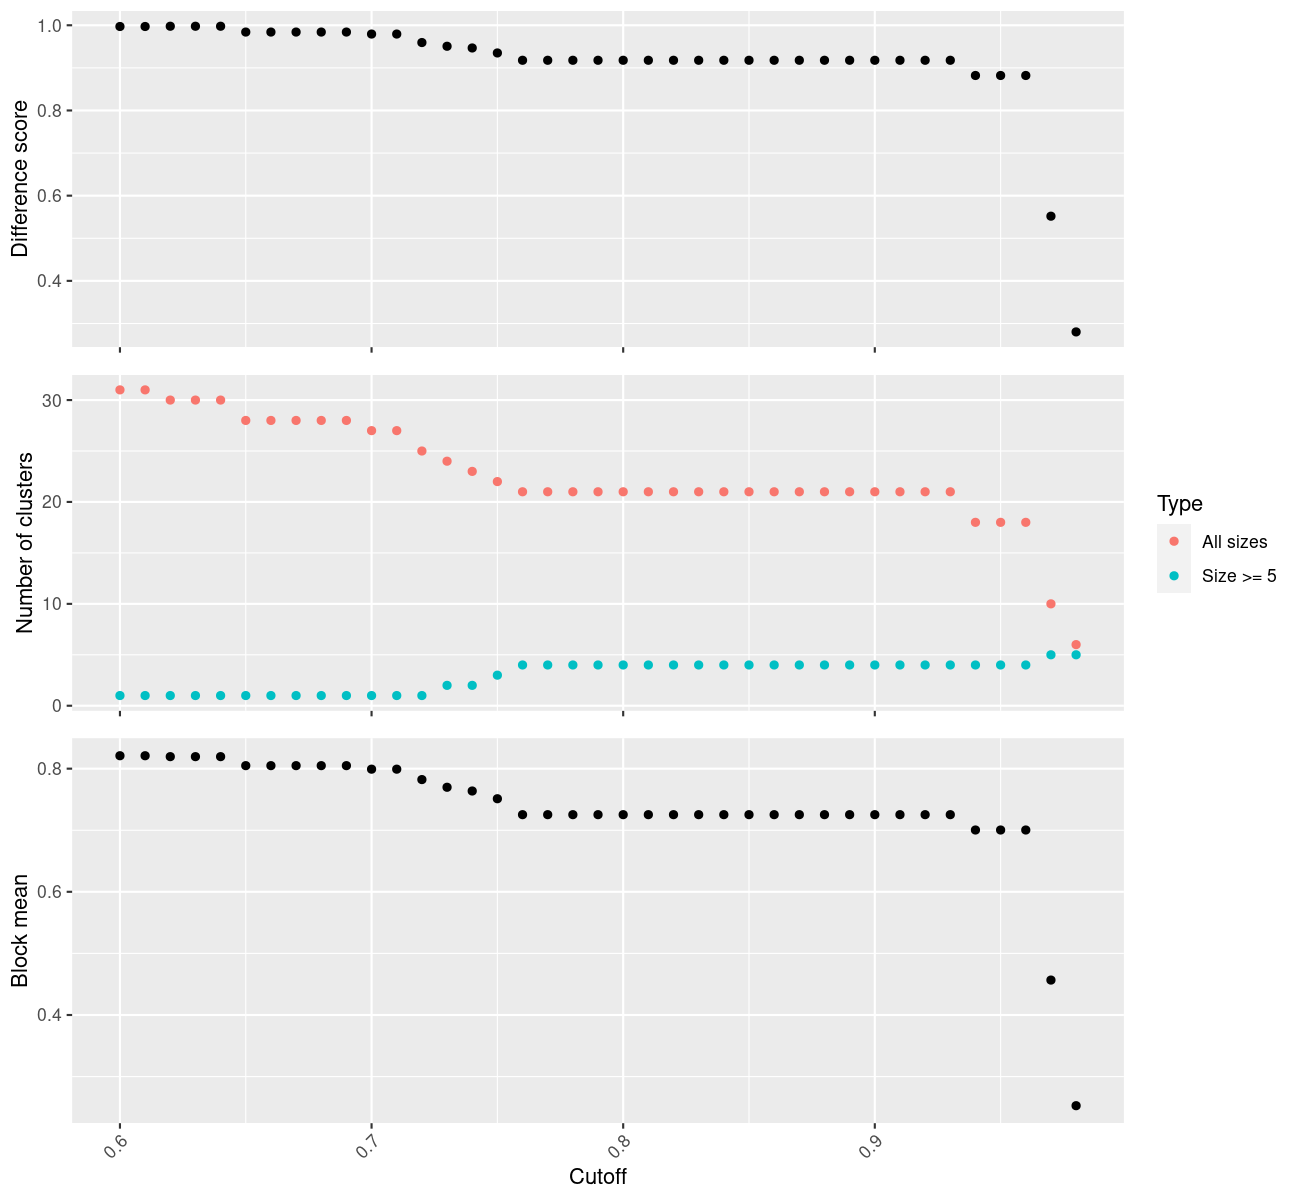 Difference score
1.0
0.8
0.6
0.4
Number of clusters
30
20
10
0
Type
All sizes
Size >= 5
Block mean
0.8
0.6
0.4
0.6 0.7 0.8 0.9
Cutoff